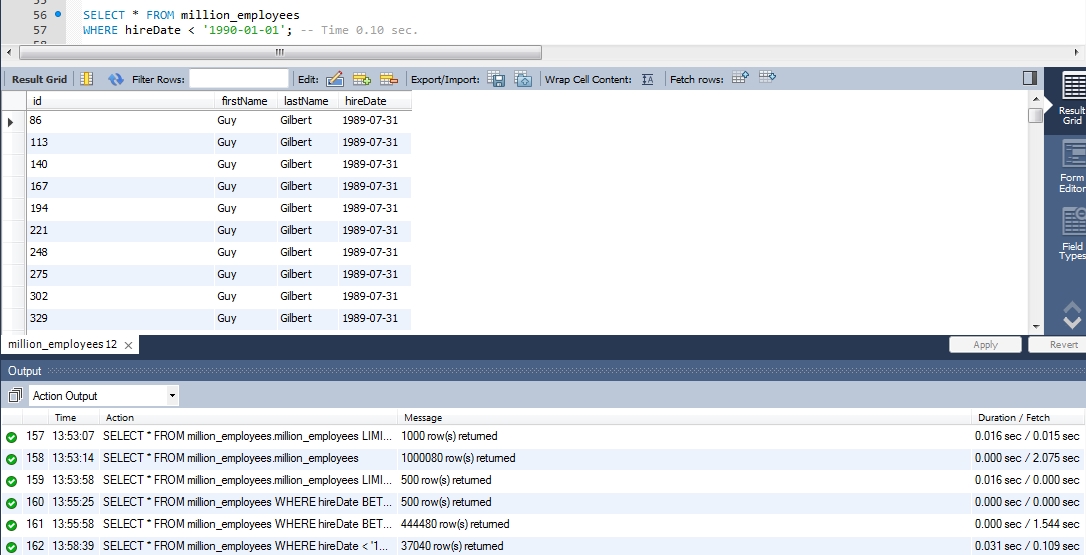 56 SELECT * FROM million_employees
57 WHERE hireDate < '1990-01-01'; -- Time 0.10 sec.
Result Grid Filter Rows: Edit: Export/Import: Wrap Cell Content: Fetch rows:
id firstName lastName hireDate
86 Guy Gilbert 1989-07-31
113 Guy Gilbert 1989-07-31
140 Guy Gilbert 1989-07-31
167 Guy Gilbert 1989-07-31
194 Guy Gilbert 1989-07-31
221 Guy Gilbert 1989-07-31
248 Guy Gilbert 1989-07-31
275 Guy Gilbert 1989-07-31
302 Guy Gilbert 1989-07-31
329 Guy Gilbert 1989-07-31
Result
Grid
Form
Editor
Field
Types
million_employees 12
Apply Revert
Output
Action Output
Time Action Message Duration / Fetch
157 13:53:07 SELECT * FROM million_employees.million_employees LIMI... 1000 row(s) returned 0.016 sec / 0.015 sec
158 13:53:14 SELECT * FROM million_employees.million_employees 1000080 row(s) returned 0.000 sec / 2.075 sec
159 13:53:58 SELECT * FROM million_employees.million_employees LIMI... 500 row(s) returned 0.016 sec / 0.000 sec
160 13:55:25 SELECT * FROM million_employees WHERE hireDate BET... 500 row(s) returned 0.000 sec / 0.000 sec
161 13:55:58 SELECT * FROM million_employees WHERE hireDate BET... 444480 row(s) returned 0.000 sec / 1.544 sec
162 13:58:39 SELECT * FROM million_employees WHERE hireDate < '1... 37040 row(s) returned 0.031 sec / 0.109 sec